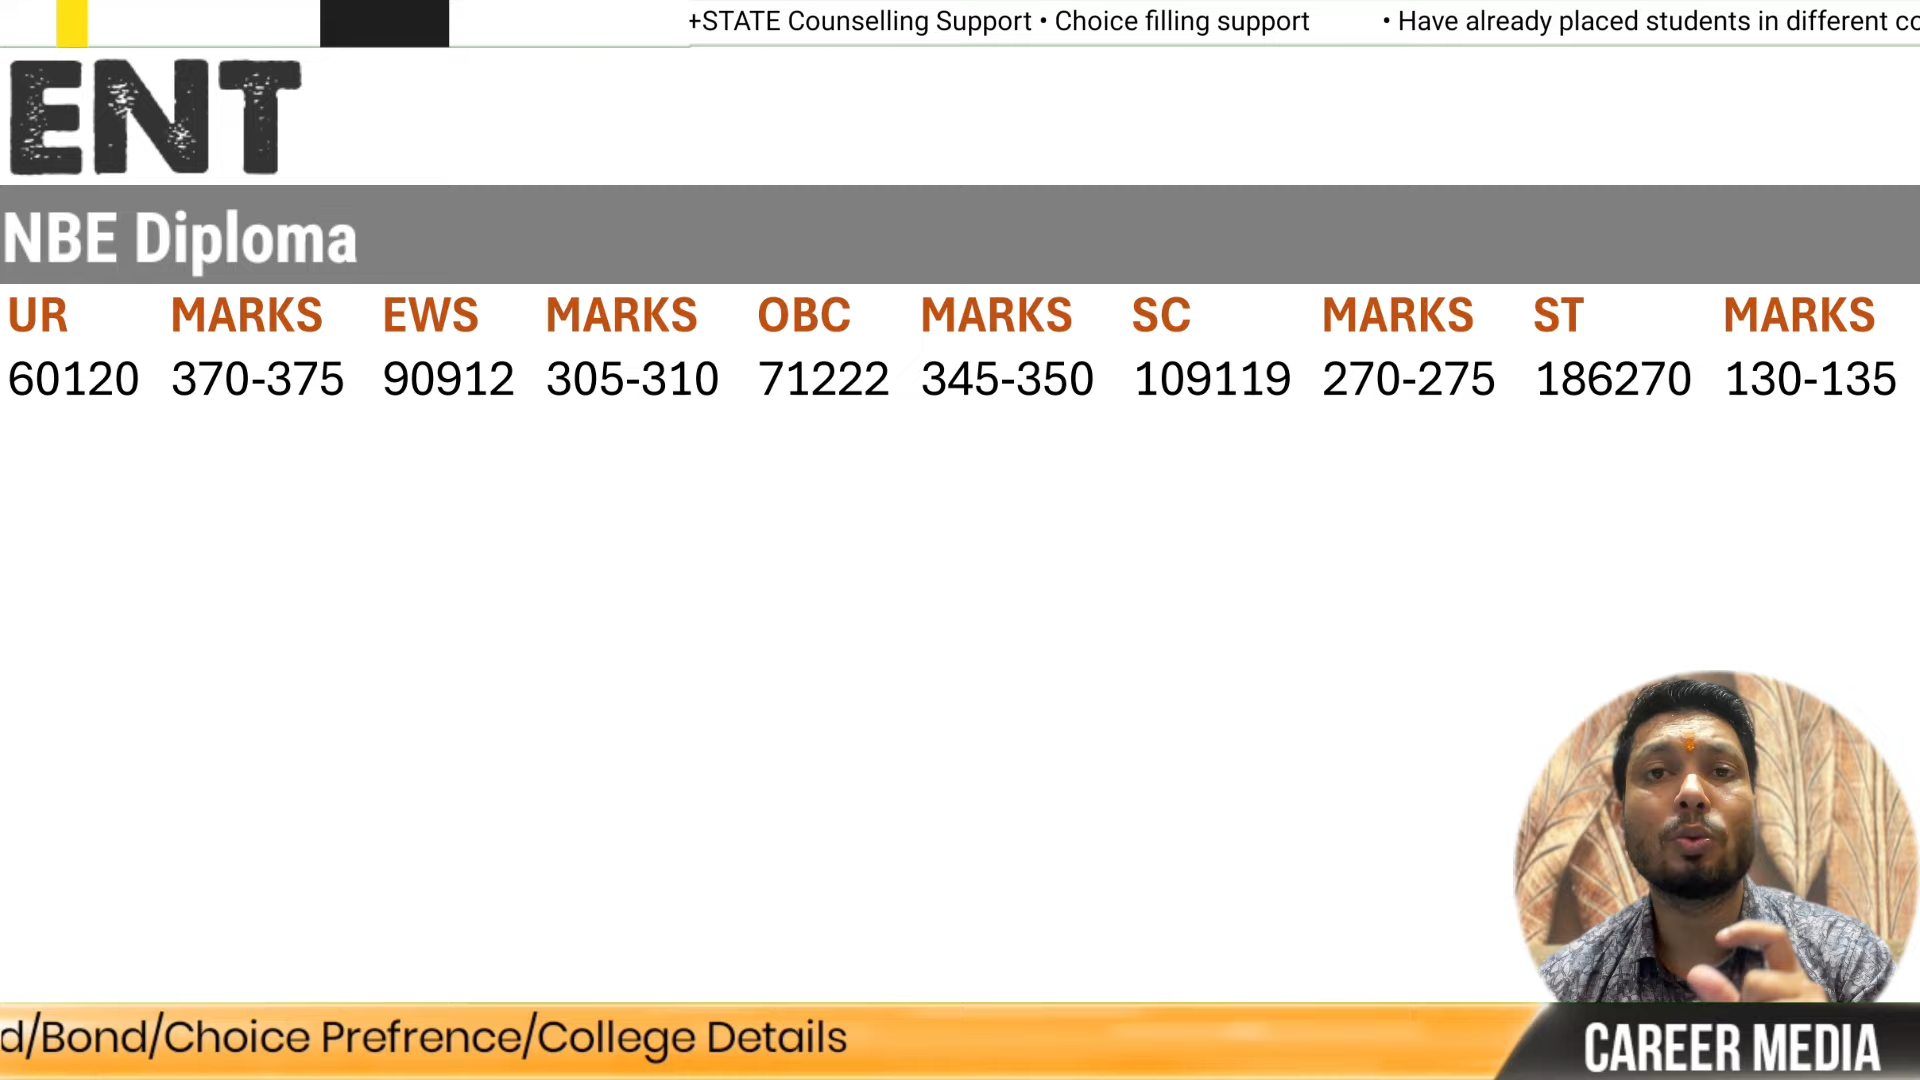 +STATE Counselling Support • Choice filling support • Have already placed students in different
ENT
NBE Diploma
UR MARKS EWS MARKS OBC MARKS SC MARKS ST MARKS
60120 370-375 90912 305-310 71222 345-350 109119 270-275 186270 130-135
d/Bond/Choice Prefrence/College Details
CAREER MEDIA